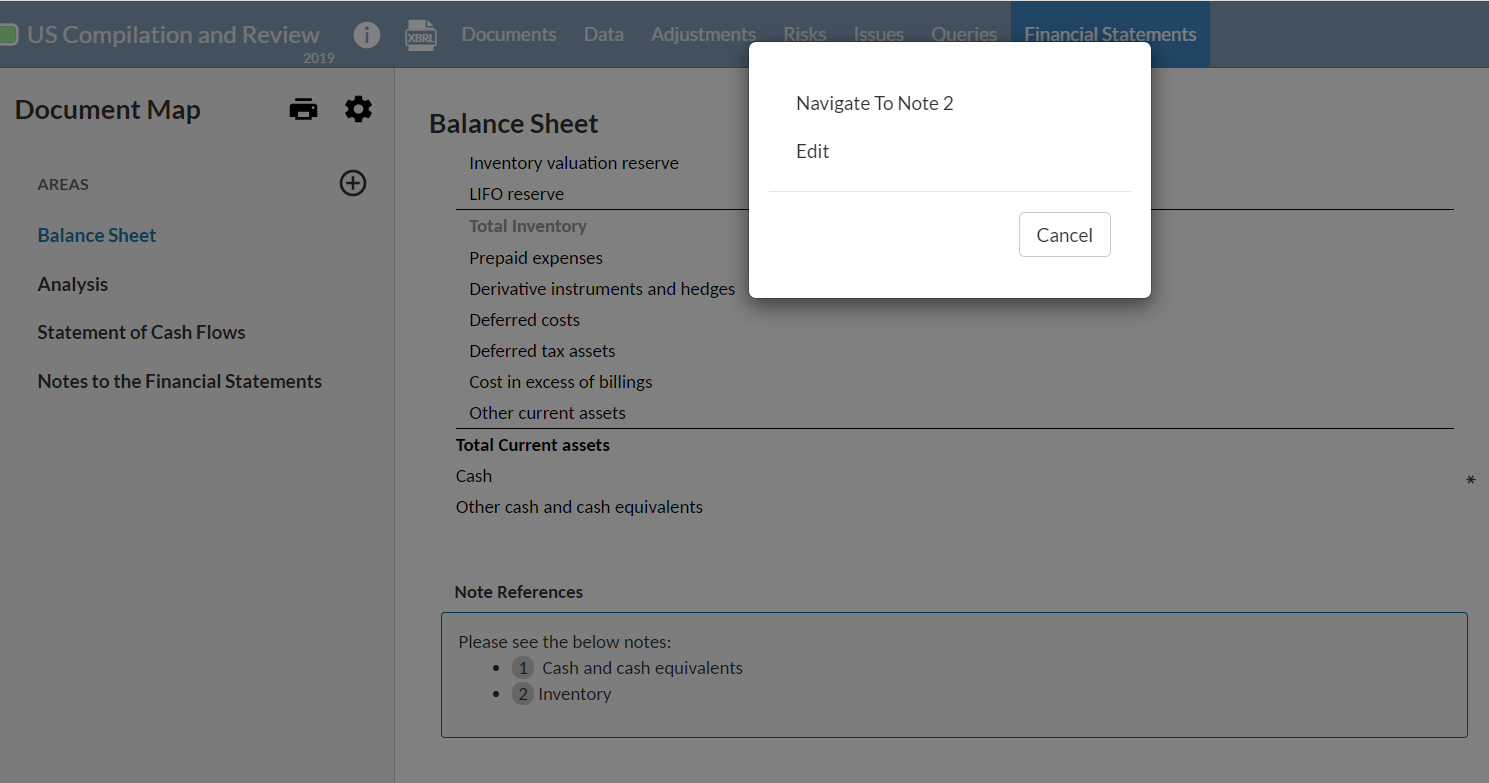 US Compilation and Review
2019
XBRL
Documents
Data
Adjustments
Risks
Issues
Queries
Financial Statements
Document Map
AREAS
Balance Sheet
Analysis
Statement of Cash Flows
Notes to the Financial Statements
Balance Sheet
Inventory valuation reserve
LIFO reserve
Total Inventory
Prepaid expenses
Derivative instruments and hedges
Deferred costs
Deferred tax assets
Cost in excess of billings
Other current assets
Total Current assets
Cash *
Other cash and cash equivalents
Note References
Please see the below notes:
• 1 Cash and cash equivalents
• 2 Inventory
Navigate To Note 2
Edit
Cancel